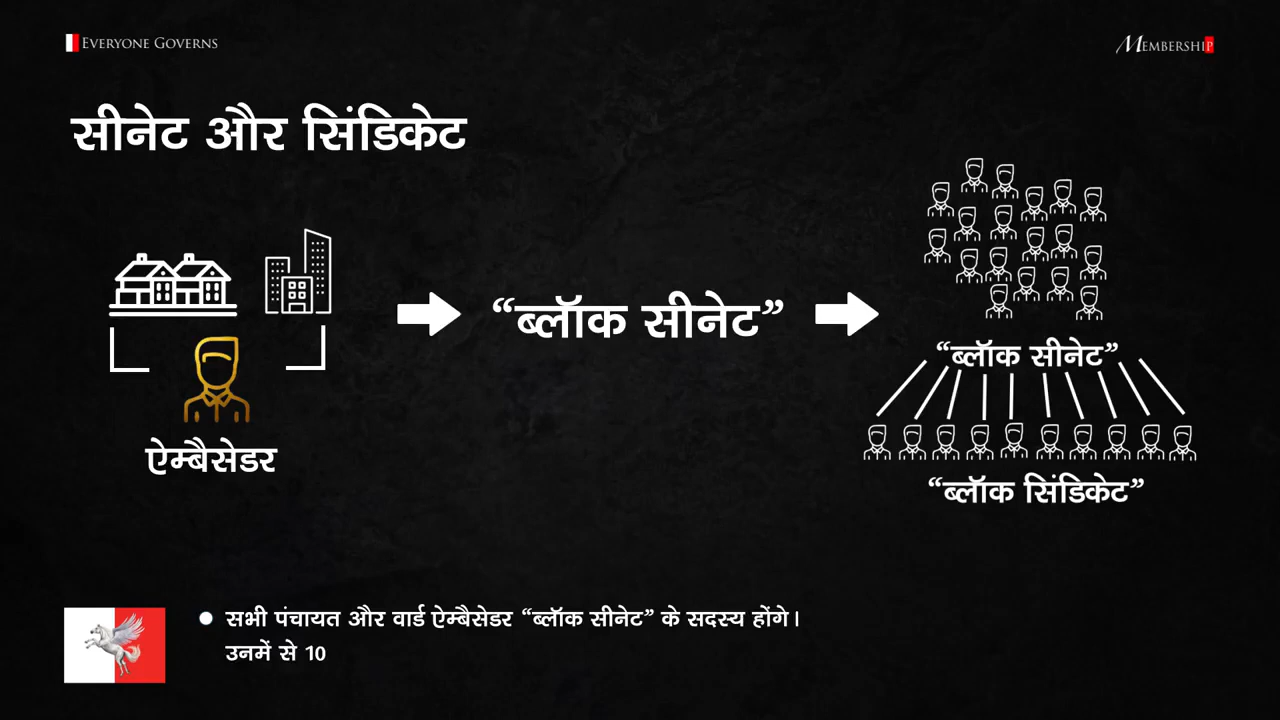 Everyone Governs
Membership
सीनेट और सिंडिकेट
ऐम्बैसेडर
“ब्लॉक सीनेट”
“ब्लॉक सीनेट”
“ब्लॉक सिंडिकेट”
सभी पंचायत और वार्ड ऐम्बैसेडर “ब्लॉक सीनेट” के सदस्य होंगे।
उनमें से 10